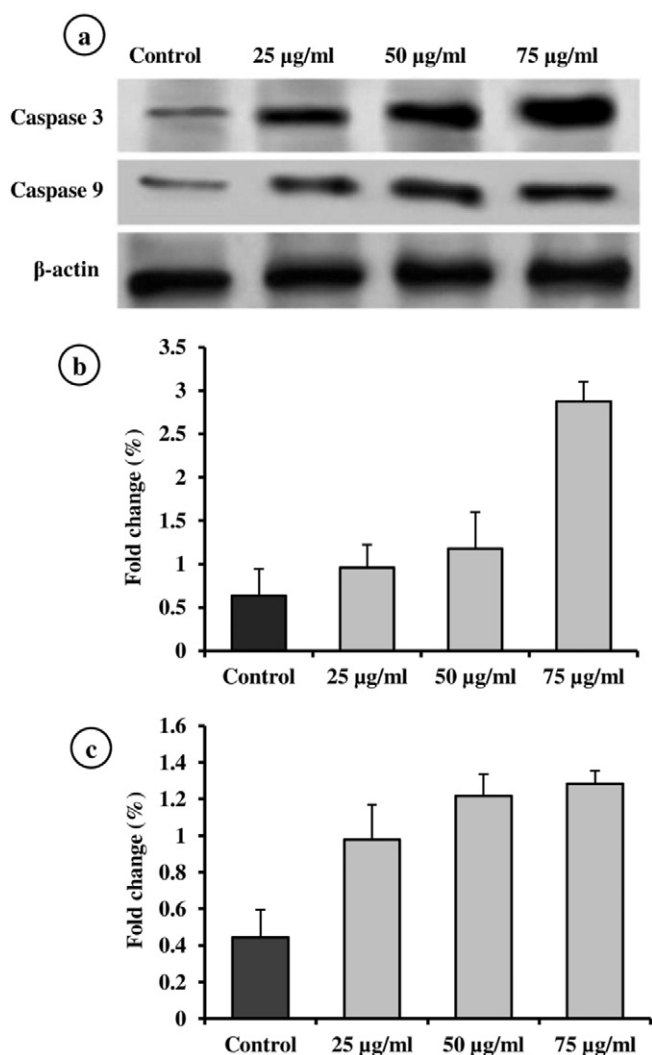 a
Control 25 µg/ml 50 µg/ml 75 µg/ml
Caspase 3
Caspase 9
β-actin
b
Fold change (%)
3.5
3
2.5
2
1.5
1
0.5
0
Control 25 µg/ml 50 µg/ml 75 µg/ml
c
Fold change (%)
1.6
1.4
1.2
1
0.8
0.6
0.4
0.2
0
Control 25 µg/ml 50 µg/ml 75 µg/ml